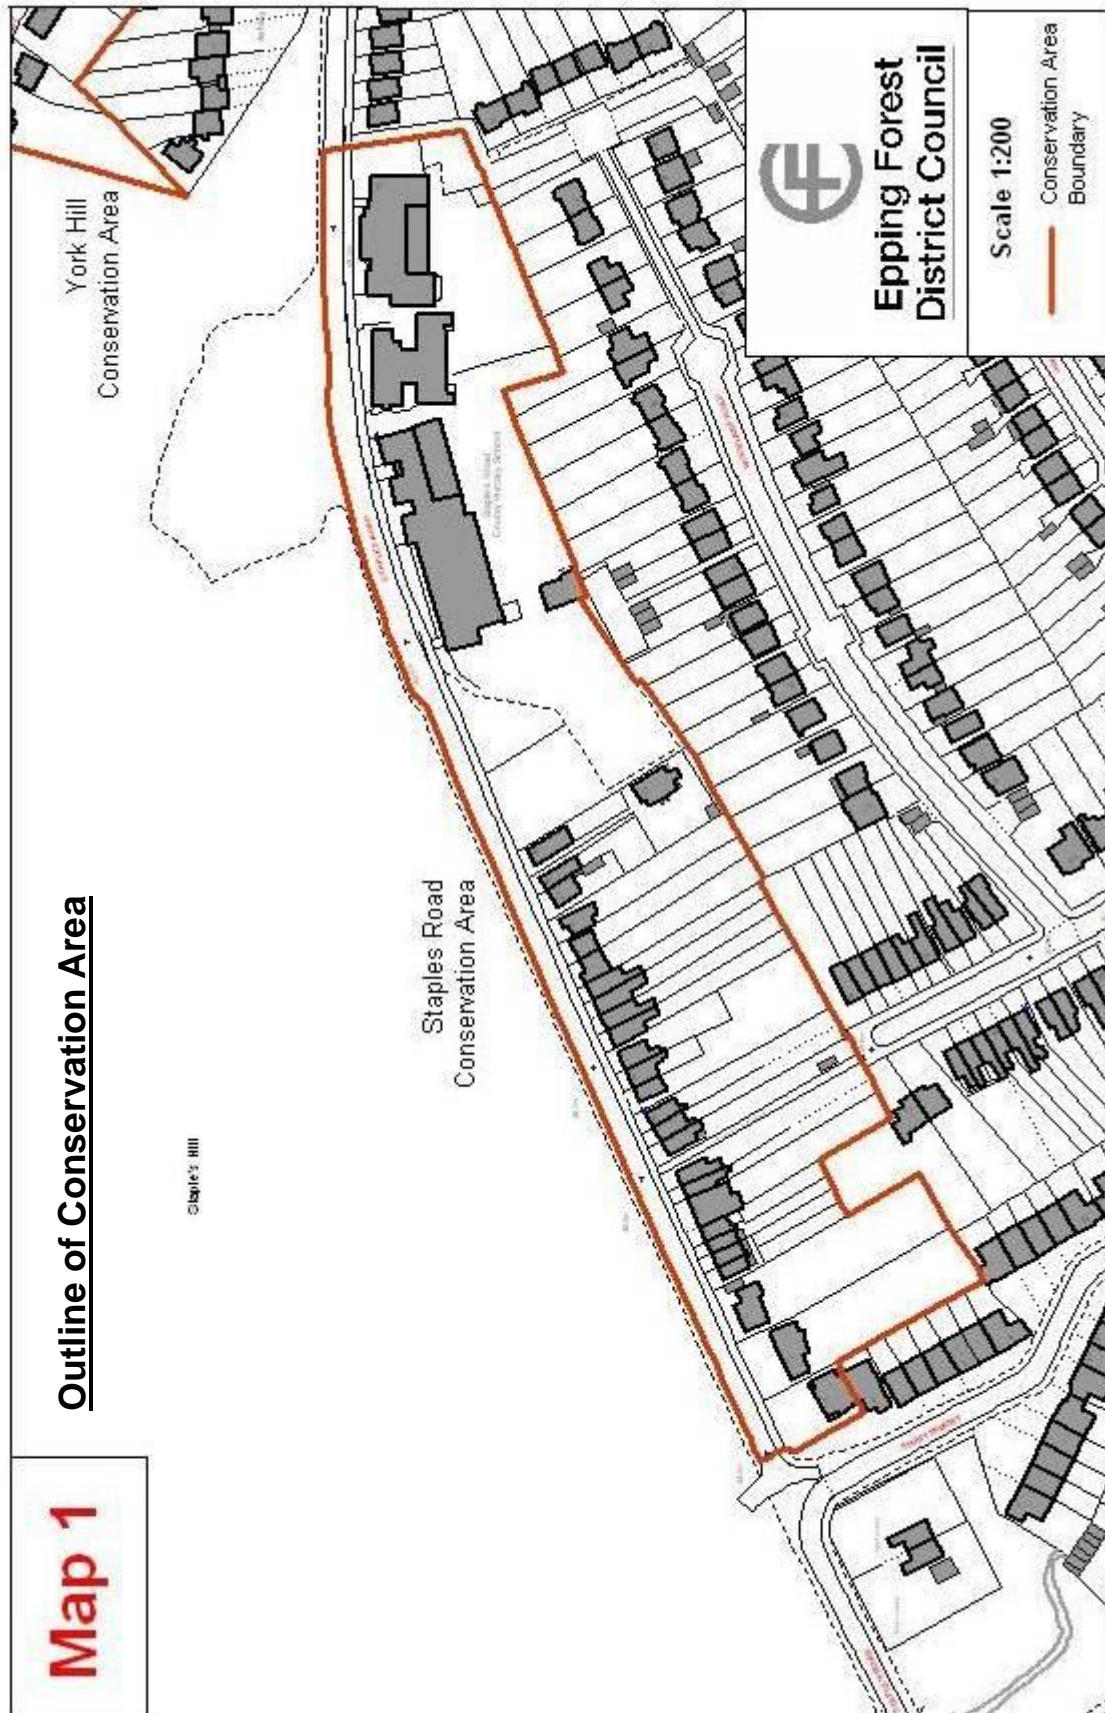 Map 1
Outline of Conservation Area
York Hill
Conservation Area
Staple's Hill
Staples Road
Conservation Area
Epping Forest
District Council
Scale 1:200
Conservation Area
Boundary